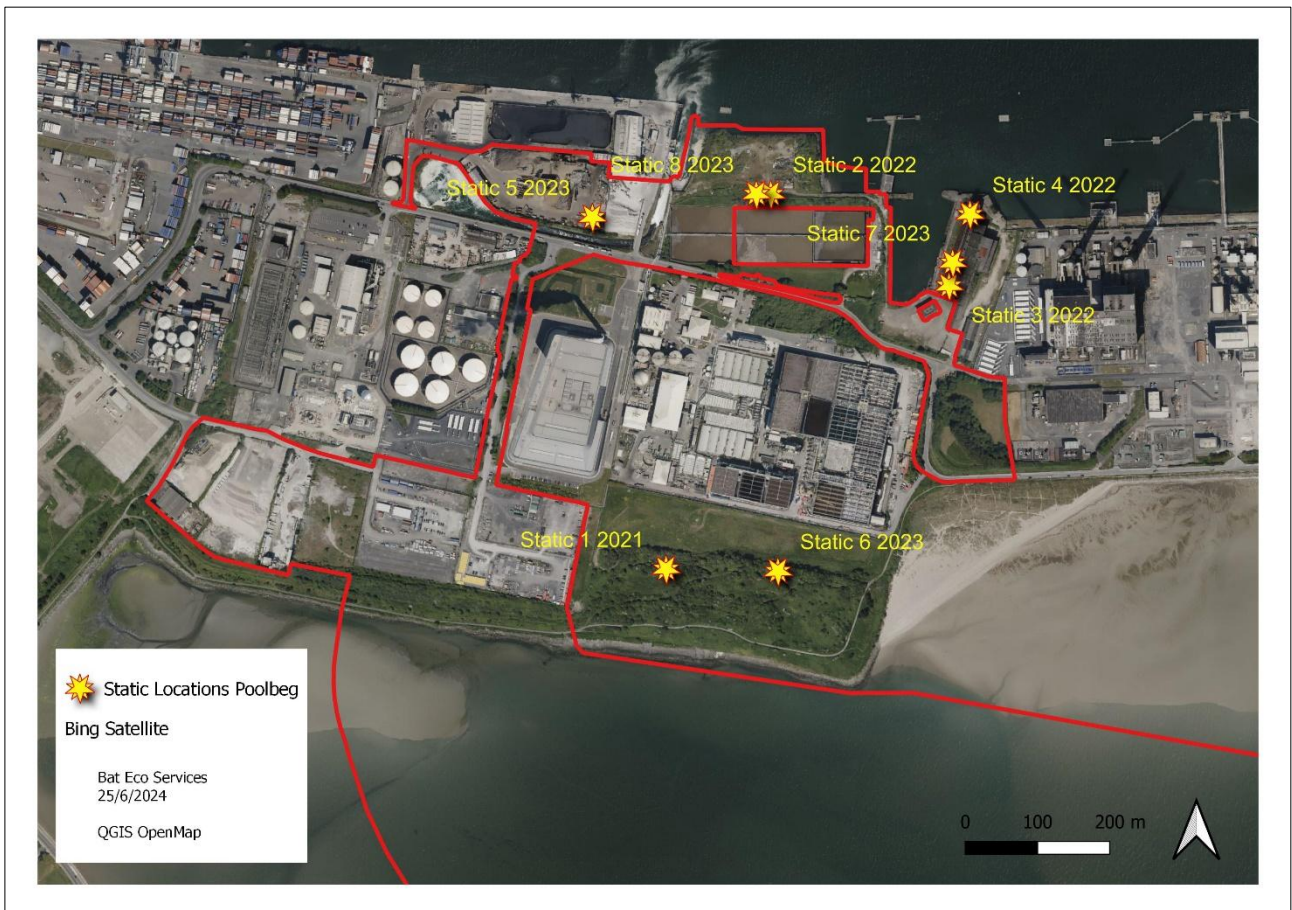 Static 8 2023
Static 2 2022
Static 5 2023
Static 4 2022
Static 7 2023
Static 3 2022
Static 1 2021
Static 6 2023
Static Locations Poolbeg
Bing Satellite
Bat Eco Services
25/6/2024
QGIS OpenMap
0 100 200 m